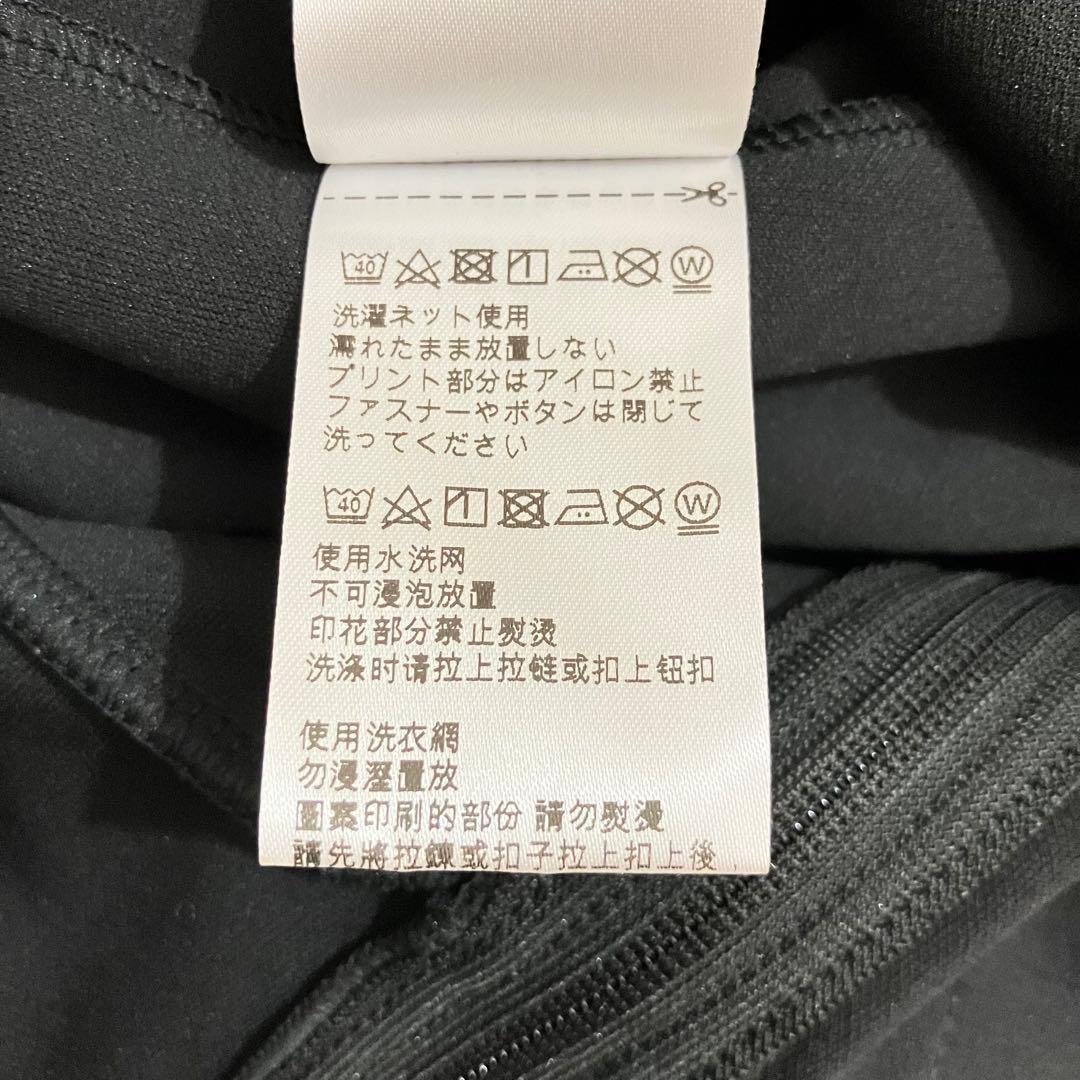 40 W
洗濯ネット使用
濡れたまま放置しない
プリント部分はアイロン禁止
ファスナーやボタンは閉じて
洗ってください
40 W
使用水洗网
不可浸泡放置
印花部分禁止熨烫
洗涤时请拉上拉链或扣上钮扣
使用洗衣網
勿浸溼置放
圖案印刷的部份 請勿熨燙
請先將拉鍊或扣子拉上扣上後